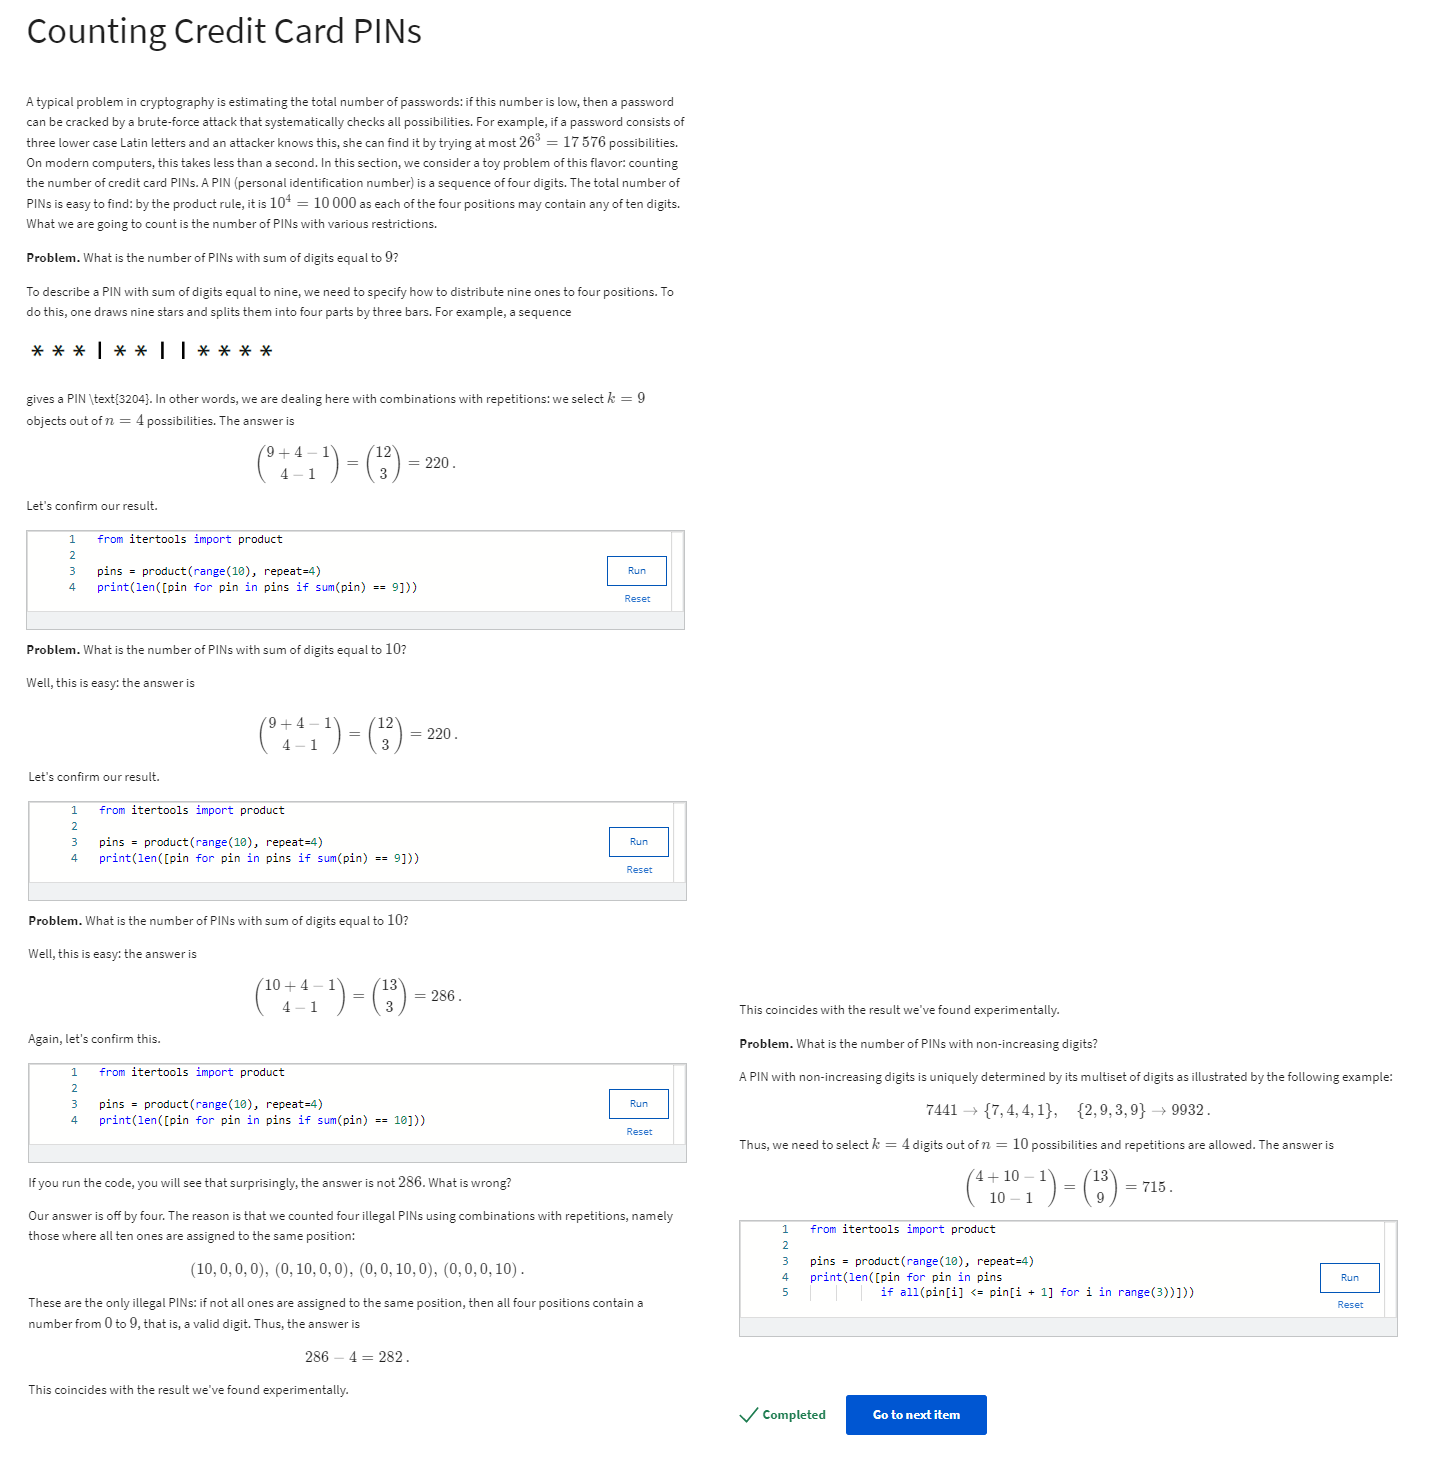 Counting Credit Card PINs
A typical problem in cryptography is estimating the total number of passwords: if this number is low, then a password
can be cracked by a brute-force attack that systematically checks all possibilities. For example, if a password consists of
three lower case Latin letters and an attacker knows this, she can find it by trying at most 26³ = 17 576 possibilities.
On modern computers, this takes less than a second. In this section, we consider a toy problem of this flavor: counting
the number of credit card PINs. A PIN (personal identification number) is a sequence of four digits. The total number of
PINs is easy to find: by the product rule, it is 10⁴ = 10 000 as each of the four positions may contain any of ten digits.
What we are going to count is the number of PINs with various restrictions.
Problem. What is the number of PINs with sum of digits equal to 9?
To describe a PIN with sum of digits equal to nine, we need to specify how to distribute nine ones to four positions. To
do this, one draws nine stars and splits them into four parts by three bars. For example, a sequence
* * * | * * | | * * * *
gives a PIN \text{3204}. In other words, we are dealing here with combinations with repetitions: we select k = 9
objects out of n = 4 possibilities. The answer is
(9 + 4 − 1 / 4 − 1) = (12 / 3) = 220 .
Let's confirm our result.
1 from itertools import product
2
3 pins = product(range(10), repeat=4)
4 print(len([pin for pin in pins if sum(pin) == 9]))
Run
Reset
Problem. What is the number of PINs with sum of digits equal to 10?
Well, this is easy: the answer is
(9 + 4 − 1 / 4 − 1) = (12 / 3) = 220 .
Let's confirm our result.
1 from itertools import product
2
3 pins = product(range(10), repeat=4)
4 print(len([pin for pin in pins if sum(pin) == 9]))
Run
Reset
Problem. What is the number of PINs with sum of digits equal to 10?
Well, this is easy: the answer is
(10 + 4 − 1 / 4 − 1) = (13 / 3) = 286 .
Again, let's confirm this.
1 from itertools import product
2
3 pins = product(range(10), repeat=4)
4 print(len([pin for pin in pins if sum(pin) == 10]))
Run
Reset
If you run the code, you will see that surprisingly, the answer is not 286. What is wrong?
Our answer is off by four. The reason is that we counted four illegal PINs using combinations with repetitions, namely
those where all ten ones are assigned to the same position:
(10, 0, 0, 0), (0, 10, 0, 0), (0, 0, 10, 0), (0, 0, 0, 10) .
These are the only illegal PINs: if not all ones are assigned to the same position, then all four positions contain a
number from 0 to 9, that is, a valid digit. Thus, the answer is
286 − 4 = 282 .
This coincides with the result we've found experimentally.
This coincides with the result we've found experimentally.
Problem. What is the number of PINs with non-increasing digits?
A PIN with non-increasing digits is uniquely determined by its multiset of digits as illustrated by the following example:
7441 → {7, 4, 4, 1}, {2, 9, 3, 9} → 9932 .
Thus, we need to select k = 4 digits out of n = 10 possibilities and repetitions are allowed. The answer is
(4 + 10 − 1 / 10 − 1) = (13 / 9) = 715 .
1 from itertools import product
2
3 pins = product(range(10), repeat=4)
4 print(len([pin for pin in pins
5 if all(pin[i] <= pin[i + 1] for i in range(3))]))
Run
Reset
Completed
Go to next item